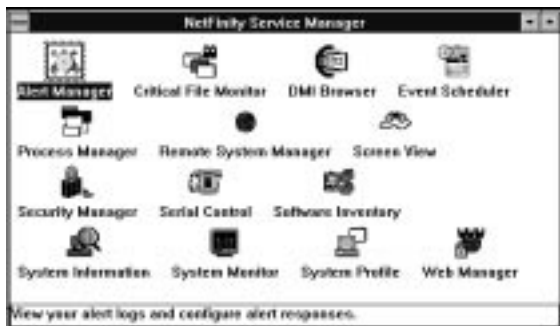 NetFinity Service Manager
Alert Manager Critical File Monitor DMI Browser Event Scheduler
Process Manager Remote System Manager Screen View
Security Manager Serial Control Software Inventory
System Information System Monitor System Profile Web Manager
View your alert logs and configure alert responses.